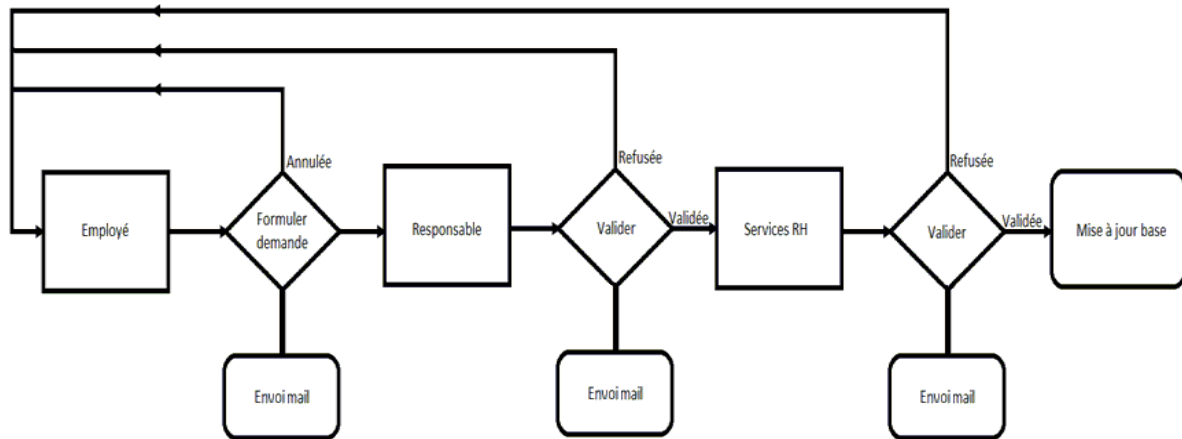 Annulée
Refusée
Refusée
Employé
Formuler
demande
Responsable
Valider
Validée
Services RH
Valider
Validée
Mise à jour base
Envoi mail
Envoi mail
Envoi mail